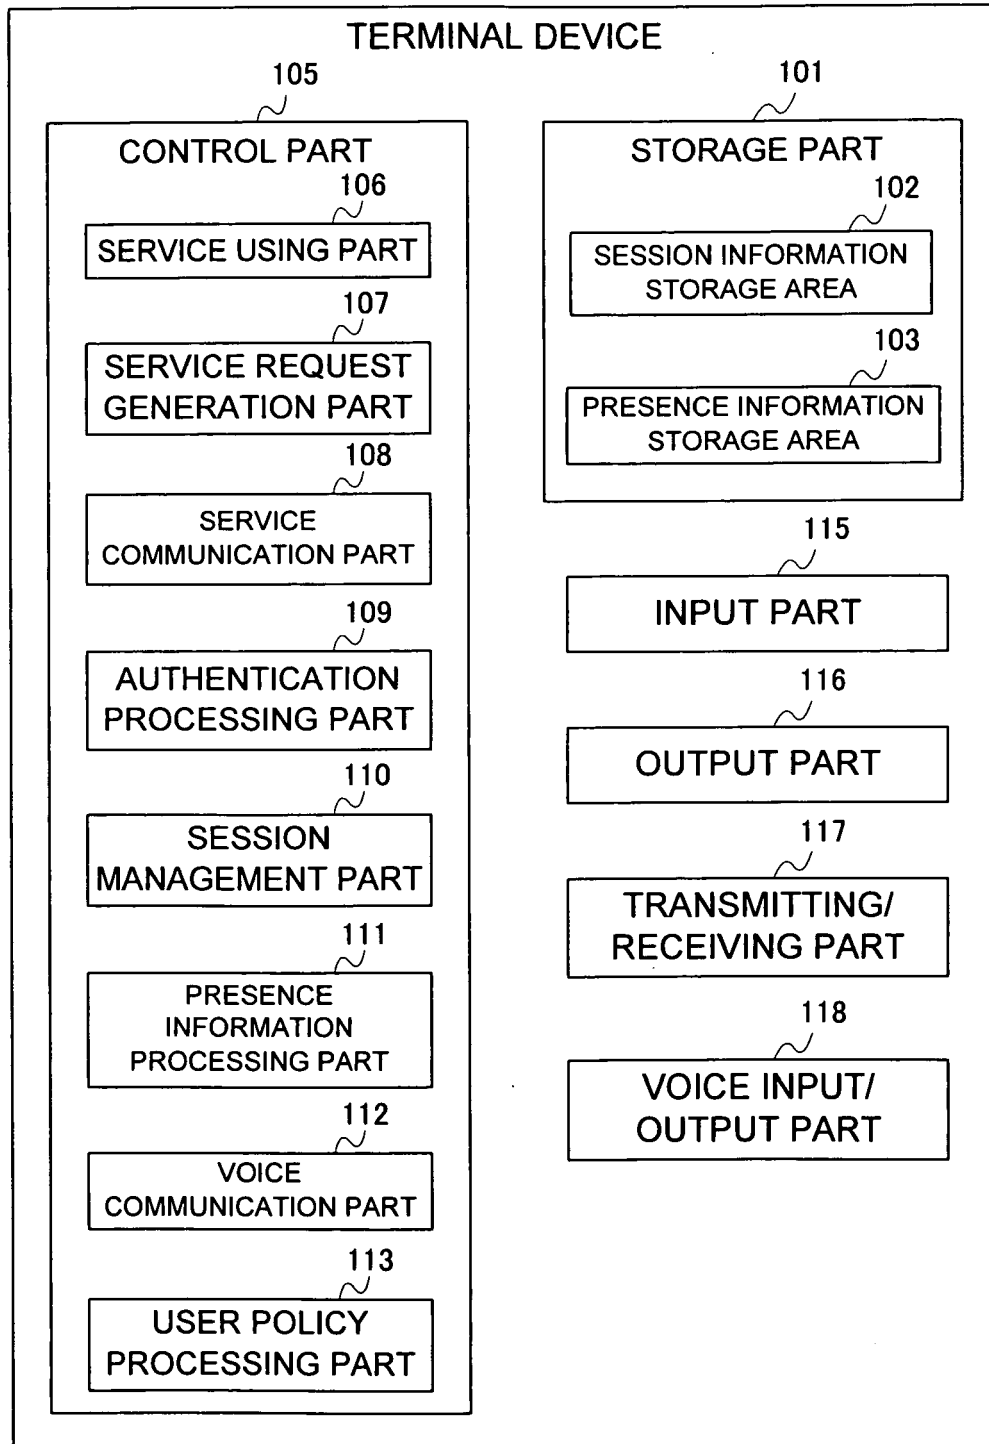 TERMINAL DEVICE
105
CONTROL PART
106
SERVICE USING PART
107
SERVICE REQUEST
GENERATION PART
108
SERVICE
COMMUNICATION PART
109
AUTHENTICATION
PROCESSING PART
110
SESSION
MANAGEMENT PART
111
PRESENCE
INFORMATION
PROCESSING PART
112
VOICE
COMMUNICATION PART
113
USER POLICY
PROCESSING PART
101
STORAGE PART
102
SESSION INFORMATION
STORAGE AREA
103
PRESENCE INFORMATION
STORAGE AREA
115
INPUT PART
116
OUTPUT PART
117
TRANSMITTING/
RECEIVING PART
118
VOICE INPUT/
OUTPUT PART